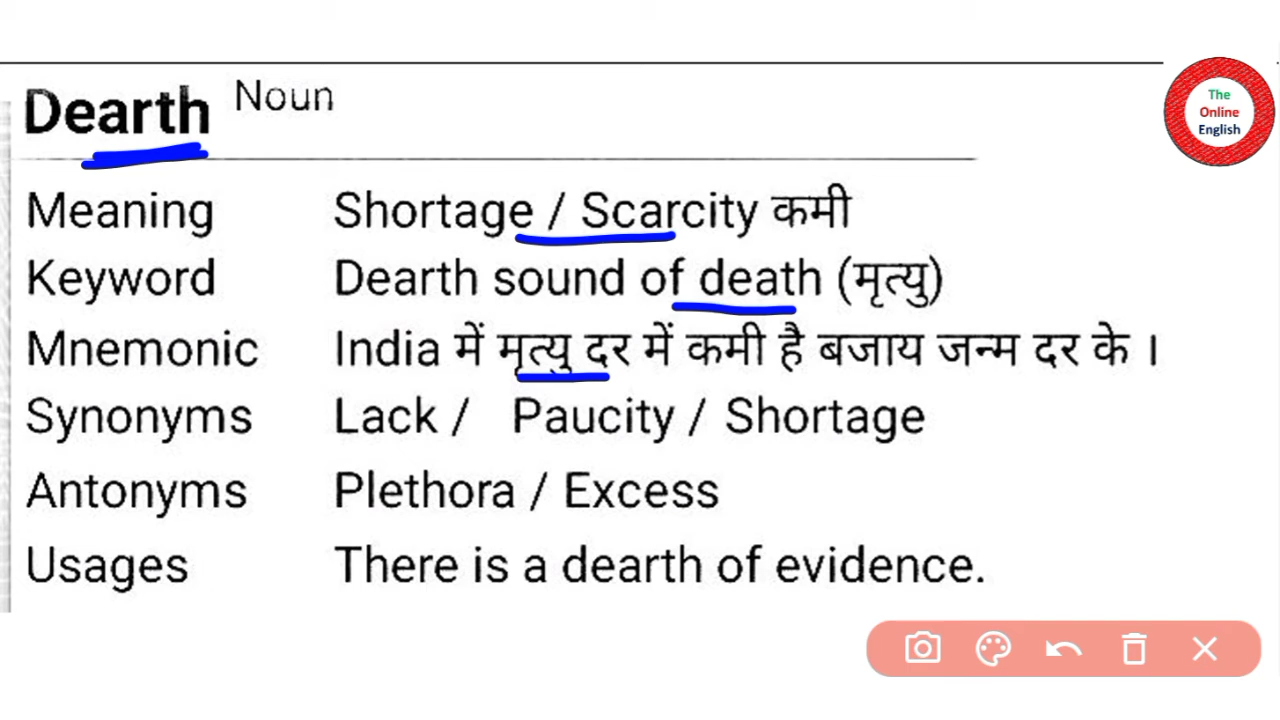 Dearth Noun
The
Online
English
Meaning Shortage / Scarcity कमी
Keyword Dearth sound of death (मृत्यु)
Mnemonic India में मृत्यु दर में कमी है बजाय जन्म दर के ।
Synonyms Lack / Paucity / Shortage
Antonyms Plethora / Excess
Usages There is a dearth of evidence.